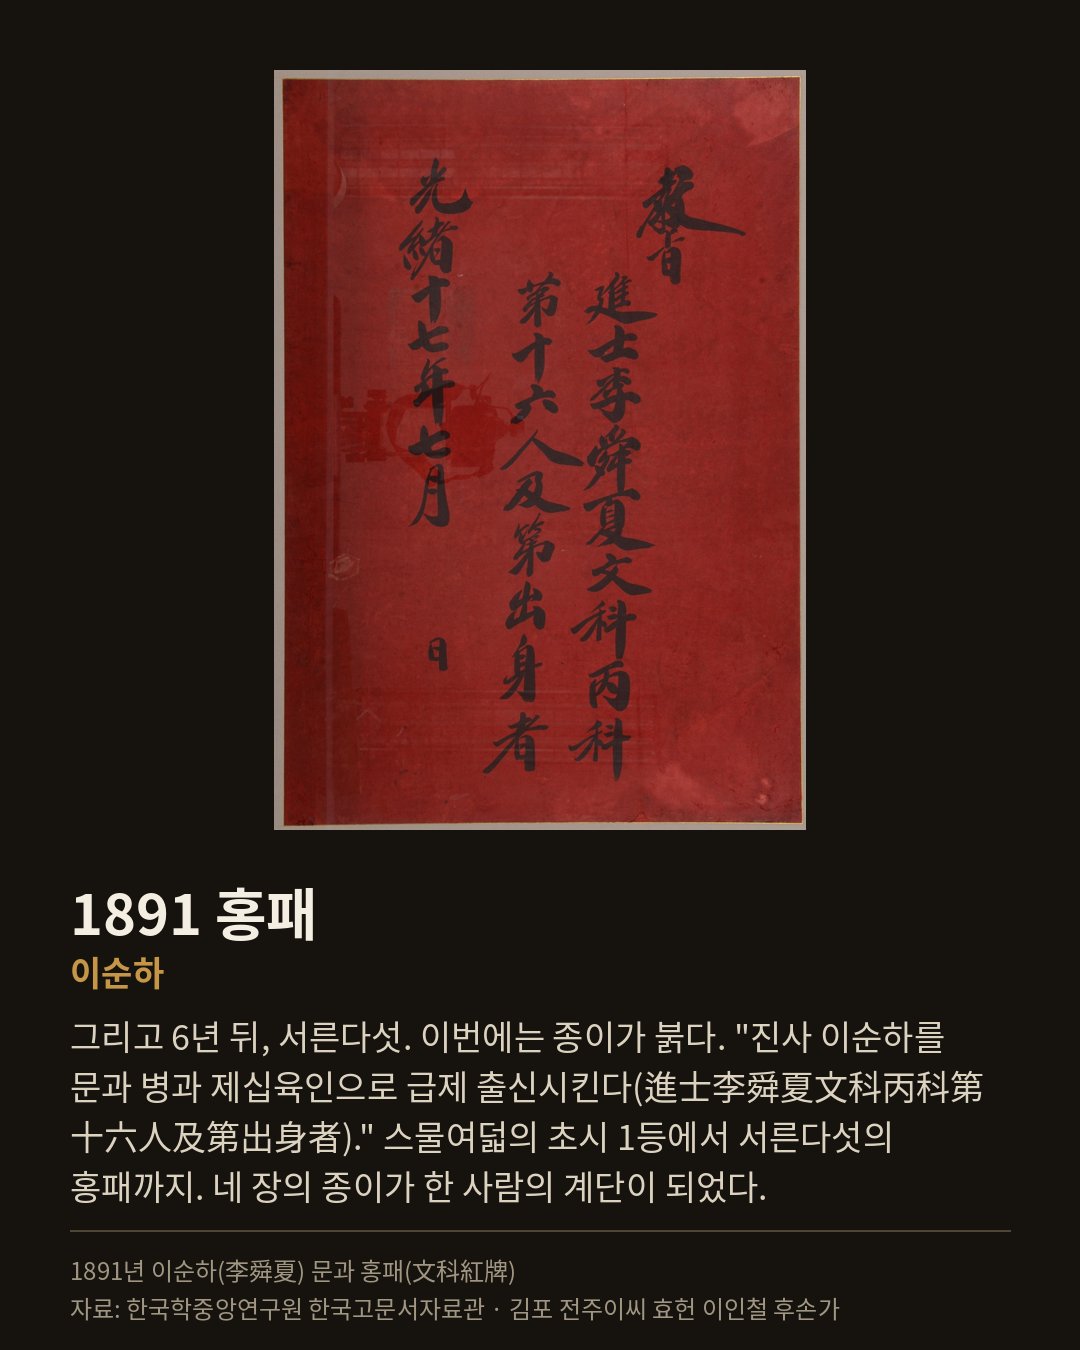 敎旨
進士李舜夏文科丙科
第十六人及第出身者
光緖十七年七月
日
1891 홍패
이순하
그리고 6년 뒤, 서른다섯. 이번에는 종이가 붉다. "진사 이순하를
문과 병과 제십육인으로 급제 출신시킨다(進士李舜夏文科丙科第
十六人及第出身者)." 스물여덟의 초시 1등에서 서른다섯의
홍패까지. 네 장의 종이가 한 사람의 계단이 되었다.
1891년 이순하(李舜夏) 문과 홍패(文科紅牌)
자료: 한국학중앙연구원 한국고문서자료관 · 김포 전주이씨 효헌 이인철 후손가